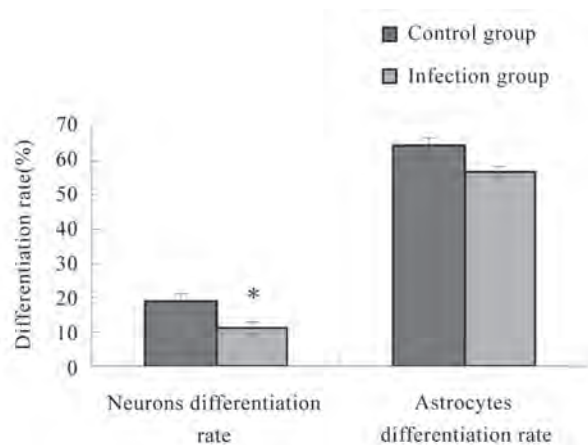 Control group
Infection group
Differentiation rate(%)
70
60
50
40
30
20
10
0
*
Neurons differentiation
rate
Astrocytes
differentiation rate